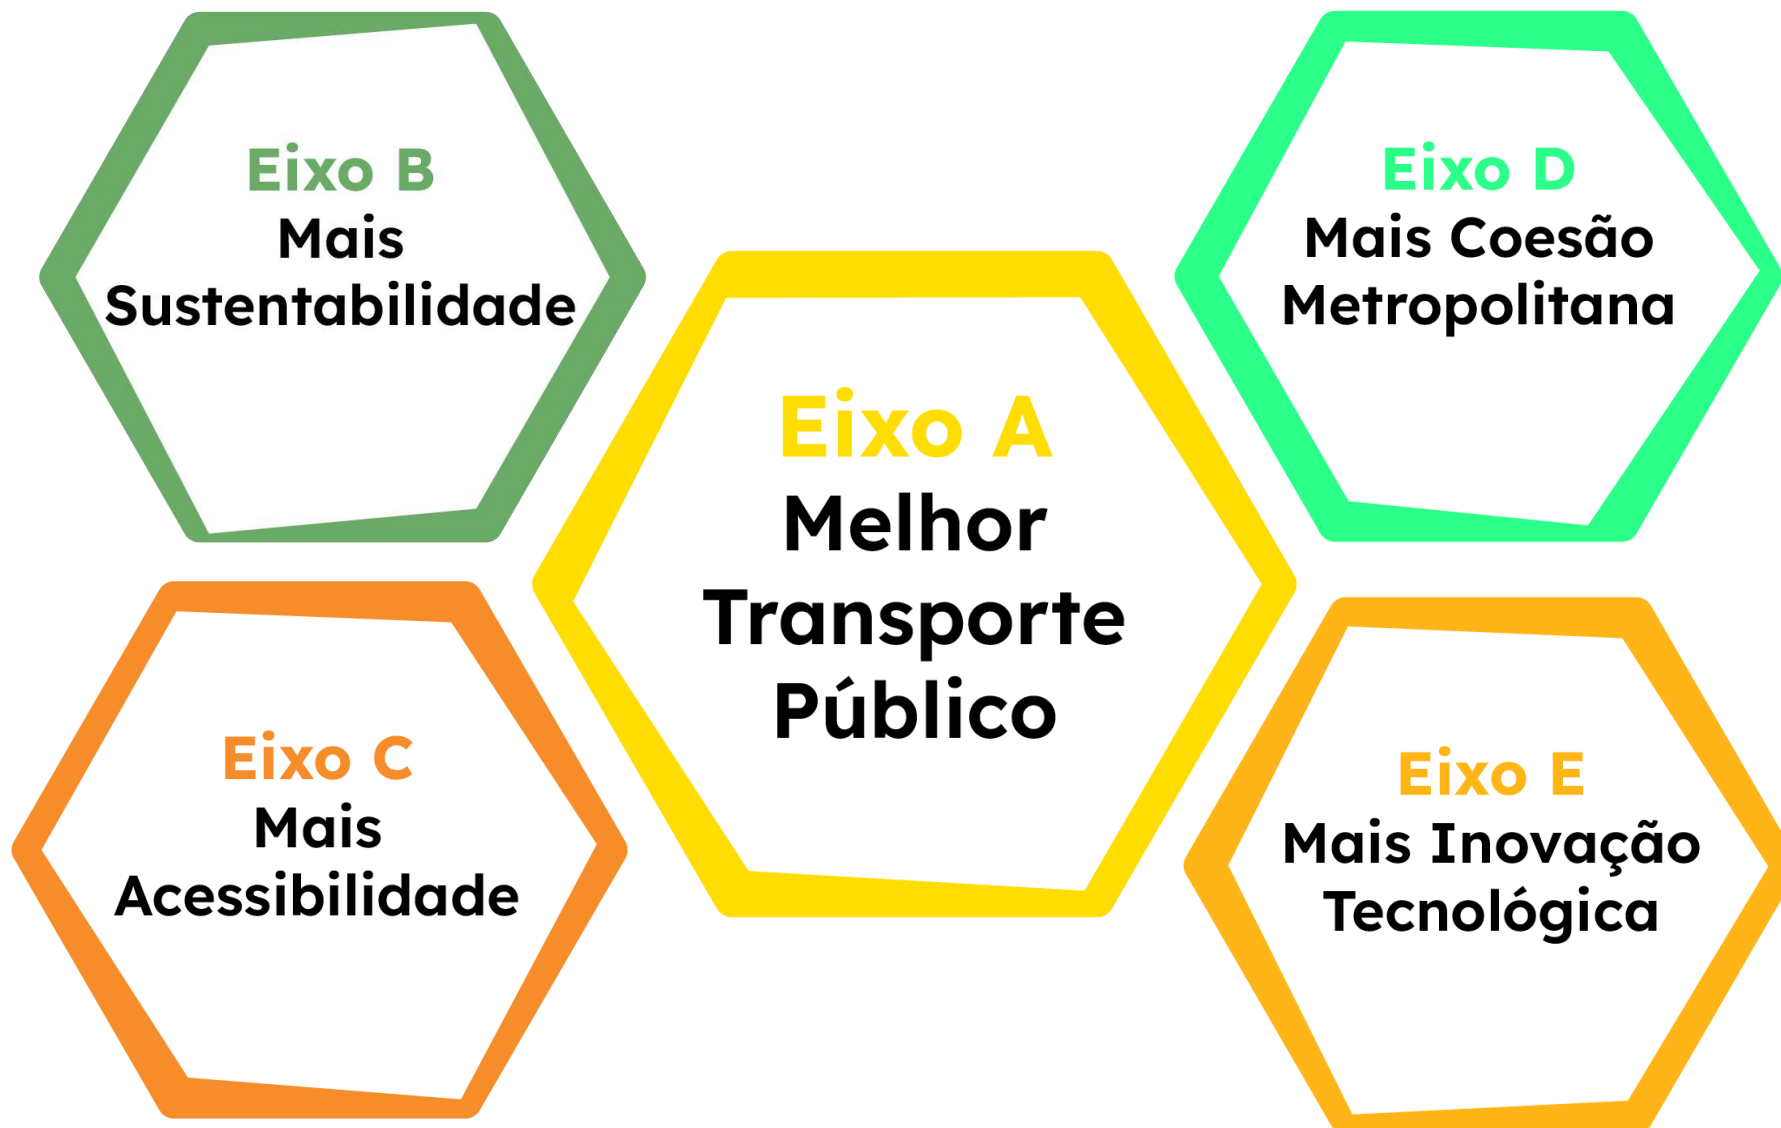 Eixo B
Mais
Sustentabilidade
Eixo D
Mais Coesão
Metropolitana
Eixo A
Melhor
Transporte
Público
Eixo C
Mais
Acessibilidade
Eixo E
Mais Inovação
Tecnológica